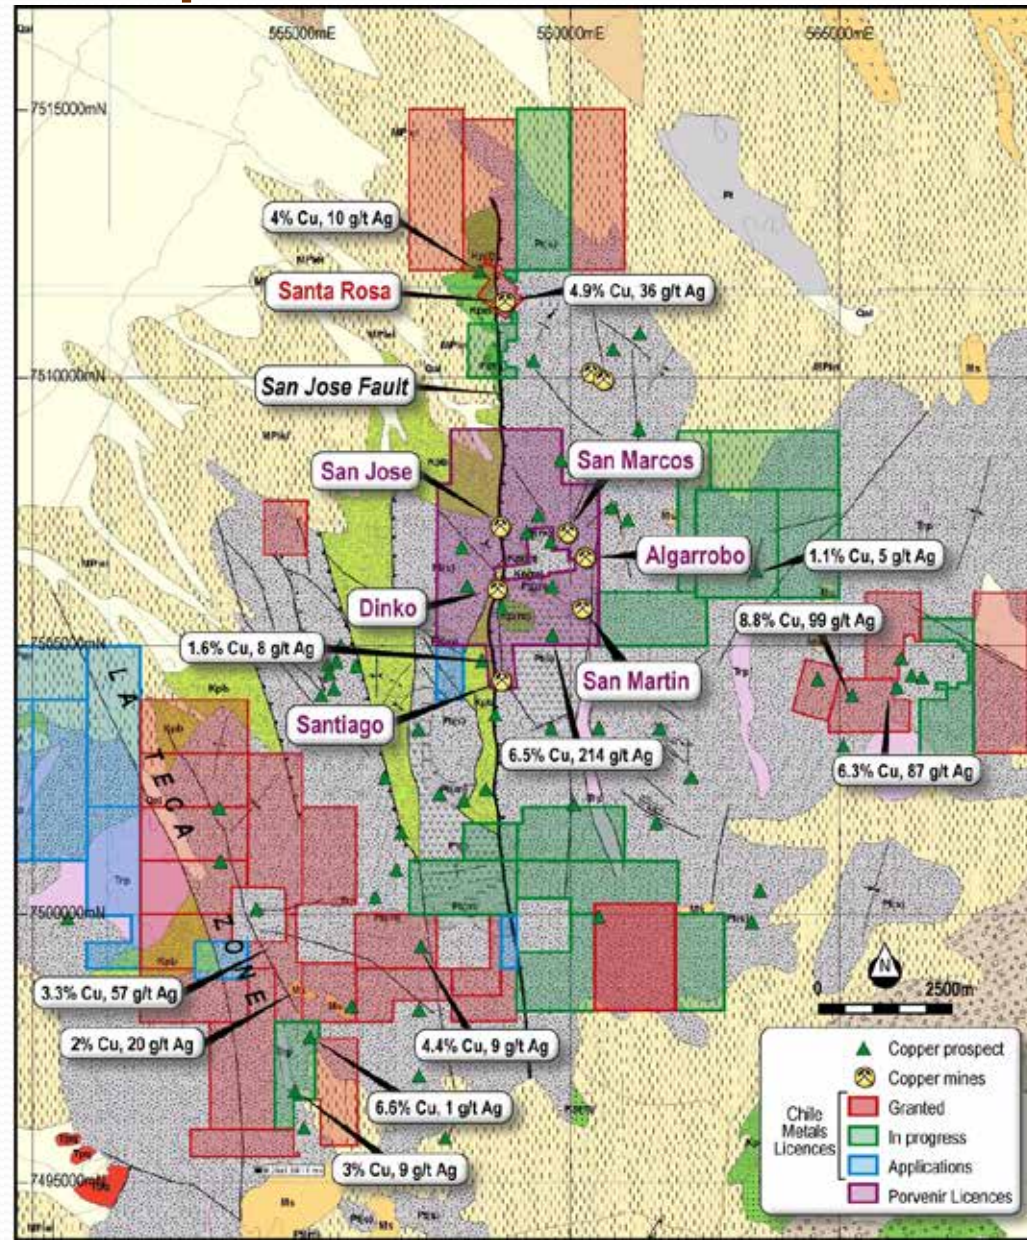 555000mE
560000mE
565000mE
7515000mN
4% Cu, 10 g/t Ag
Santa Rosa
4.9% Cu, 36 g/t Ag
7510000mN
San Jose Fault
San Jose
San Marcos
Algarrobo
1.1% Cu, 5 g/t Ag
Dinko
8.8% Cu, 99 g/t Ag
1.6% Cu, 8 g/t Ag
San Martin
Santiago
6.5% Cu, 214 g/t Ag
6.3% Cu, 87 g/t Ag
LA TECA ZONE
Kpb
Trp
Trp
Trp
7500000mN
3.3% Cu, 57 g/t Ag
2% Cu, 20 g/t Ag
4.4% Cu, 9 g/t Ag
6.6% Cu, 1 g/t Ag
3% Cu, 9 g/t Ag
7495000mN
N
0 2500m
Copper prospect
Copper mines
Chile
Metals
Licences
Granted
In progress
Applications
Porvenir Licences